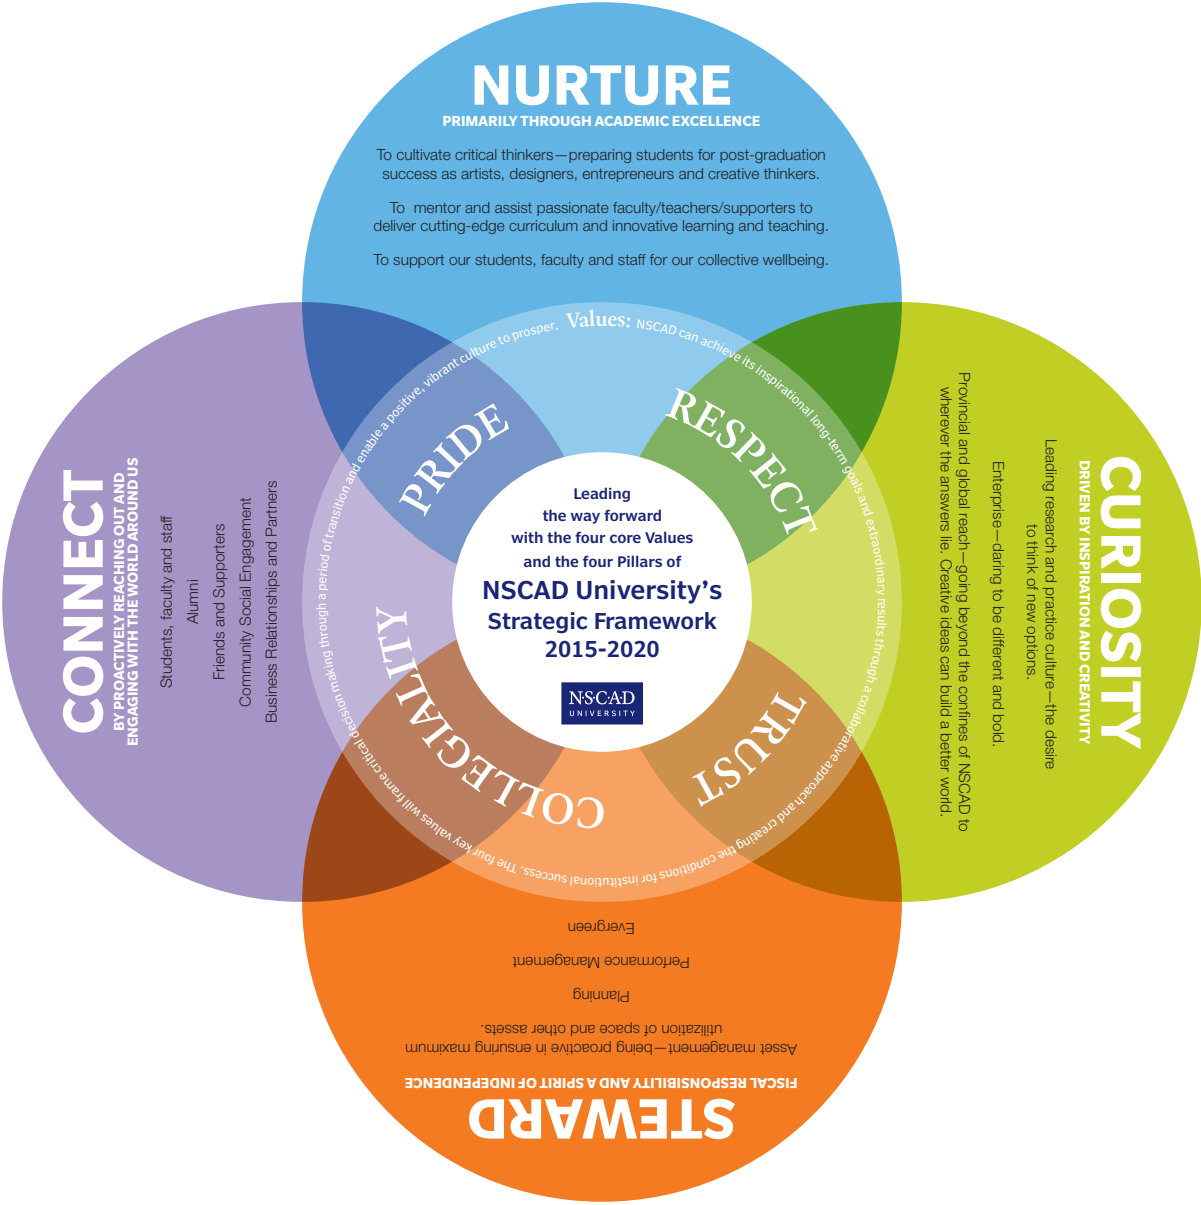 NURTURE
PRIMARILY THROUGH ACADEMIC EXCELLENCE
To cultivate critical thinkers—preparing students for post-graduation
success as artists, designers, entrepreneurs and creative thinkers.
To mentor and assist passionate faculty/teachers/supporters to
deliver cutting-edge curriculum and innovative learning and teaching.
To support our students, faculty and staff for our collective wellbeing.
CURIOSITY
DRIVEN BY INSPIRATION AND CREATIVITY
Leading research and practice culture—the desire
to think of new options.
Enterprise—daring to be different and bold.
Provincial and global reach—going beyond the confines of NSCAD to
wherever the answers lie. Creative ideas can build a better world.
STEWARD
FISCAL RESPONSIBILITY AND A SPIRIT OF INDEPENDENCE
Asset management—being proactive in ensuring maximum
utilization of space and other assets.
Planning
Performance Management
Evergreen
CONNECT
BY PROACTIVELY REACHING OUT AND
ENGAGING WITH THE WORLD AROUND US
Students, faculty and staff
Alumni
Friends and Supporters
Community Social Engagement
Business Relationships and Partners
Values: NSCAD can achieve its inspirational long-term goals and extraordinary results through a collaborative approach and creating the conditions for institutional success. The four key values will frame critical decision making through a period of transition and enable a positive, vibrant culture to prosper.
RESPECT
TRUST
COLLEGIALITY
PRIDE
Leading
the way forward
with the four core Values
and the four Pillars of
NSCAD University's
Strategic Framework
2015-2020
NSCAD
UNIVERSITY